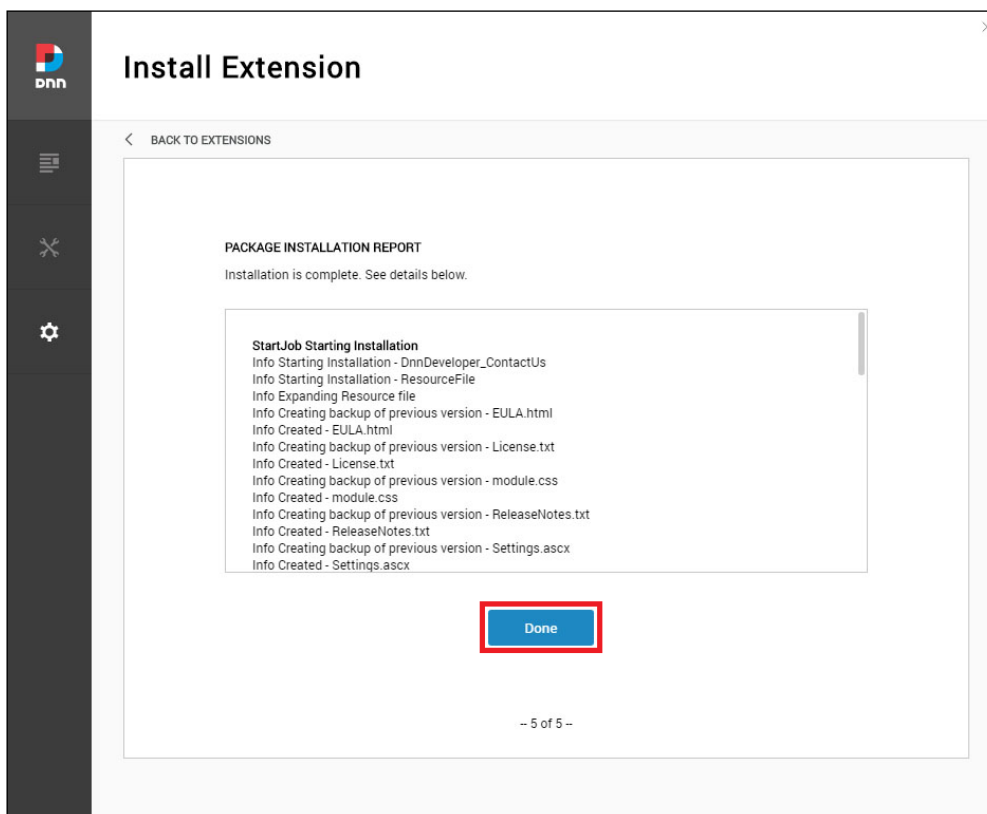 DNN
Install Extension
BACK TO EXTENSIONS
PACKAGE INSTALLATION REPORT
Installation is complete. See details below.
StartJob Starting Installation
Info Starting Installation - DnnDeveloper_ContactUs
Info Starting Installation - ResourceFile
Info Expanding Resource file
Info Creating backup of previous version - EULA.html
Info Created - EULA.html
Info Creating backup of previous version - License.txt
Info Created - License.txt
Info Creating backup of previous version - module.css
Info Created - module.css
Info Creating backup of previous version - ReleaseNotes.txt
Info Created - ReleaseNotes.txt
Info Creating backup of previous version - Settings.ascx
Info Created - Settings.ascx
Done
-- 5 of 5 --